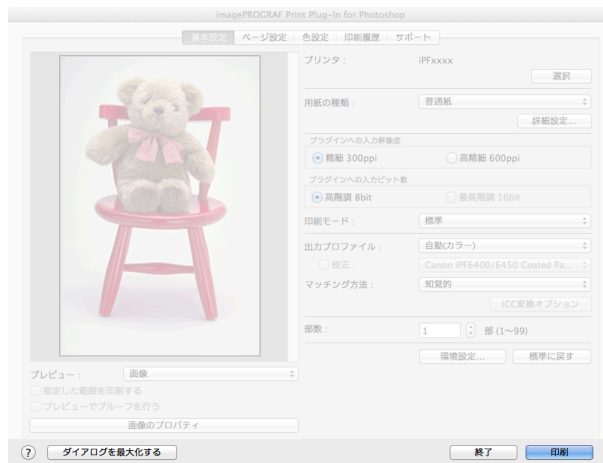 imagePROGRAF Print Plug-In for Photoshop
基本設定 ページ設定 色設定 印刷履歴 サポート
プリンタ： iPFxxxx
選択
用紙の種類： 普通紙
詳細設定...
プラグインへの入力解像度
精細 300ppi 高精細 600ppi
プラグインへの入力ビット数
高階調 8bit 最高階調 16bit
印刷モード： 標準
出力プロファイル： 自動(カラー)
校正： Canon iPF6400/6450 Coated Pa...
マッチング方法： 知覚的
ICC変換オプション
部数： 1 部 (1〜99)
環境設定... 標準に戻す
プレビュー： 画像
指定した範囲を印刷する
プレビューでプルーフを行う
画像のプロパティ
? ダイアログを最大化する 終了 印刷